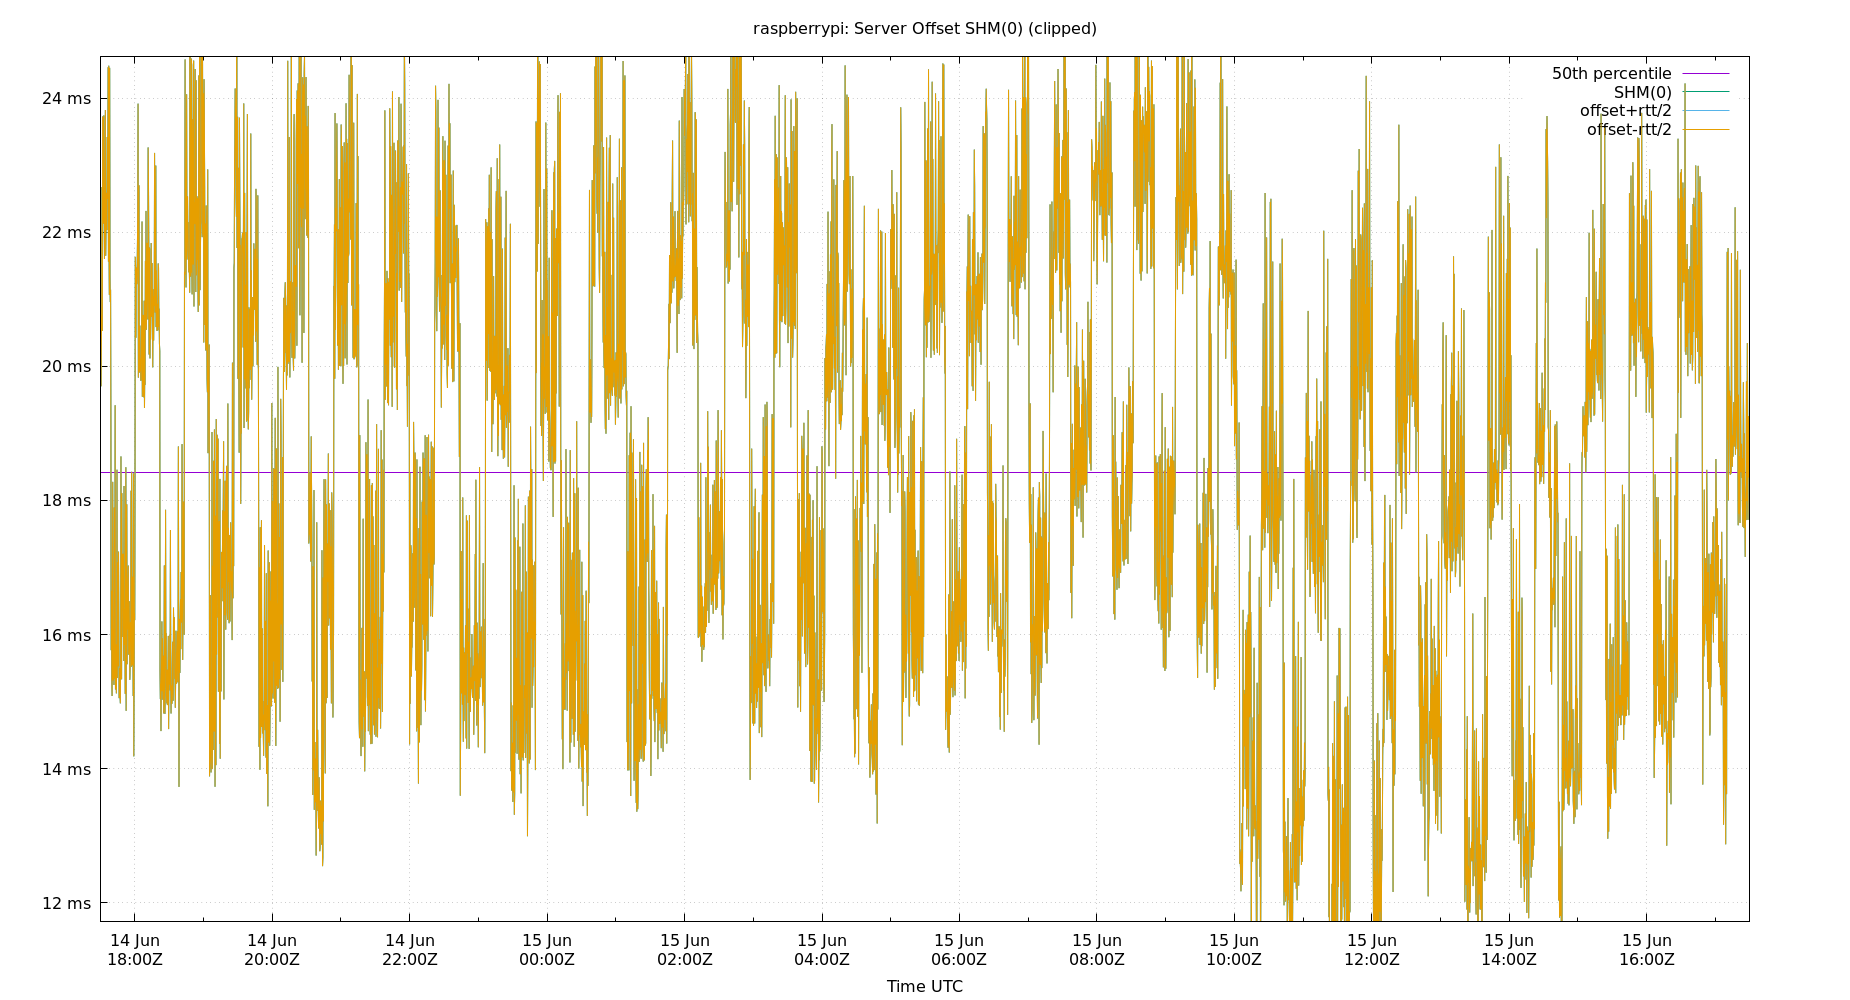 raspberrypi: Server Offset SHM(0) (clipped)
50th percentile
SHM(0)
offset+rtt/2
offset-rtt/2
24 ms
22 ms
20 ms
18 ms
16 ms
14 ms
12 ms
14 Jun 14 Jun 14 Jun 15 Jun 15 Jun 15 Jun 15 Jun 15 Jun 15 Jun 15 Jun 15 Jun 15 Jun
18:00Z 20:00Z 22:00Z 00:00Z 02:00Z 04:00Z 06:00Z 08:00Z 10:00Z 12:00Z 14:00Z 16:00Z
Time UTC